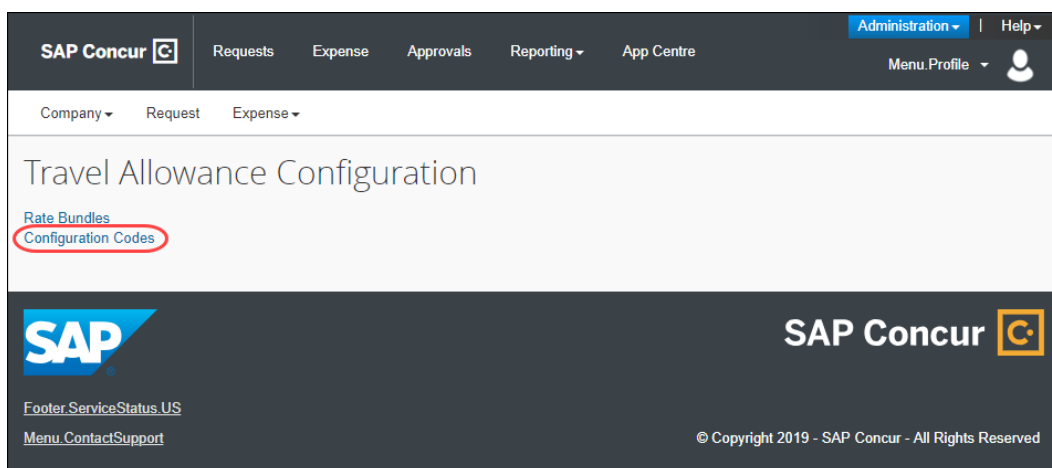 Administration | Help
SAP Concur C Requests Expense Approvals Reporting App Centre
Menu.Profile
Company Request Expense
Travel Allowance Configuration
Rate Bundles
Configuration Codes
SAP
SAP Concur C
Footer.ServiceStatus.US
Menu.ContactSupport
© Copyright 2019 - SAP Concur - All Rights Reserved